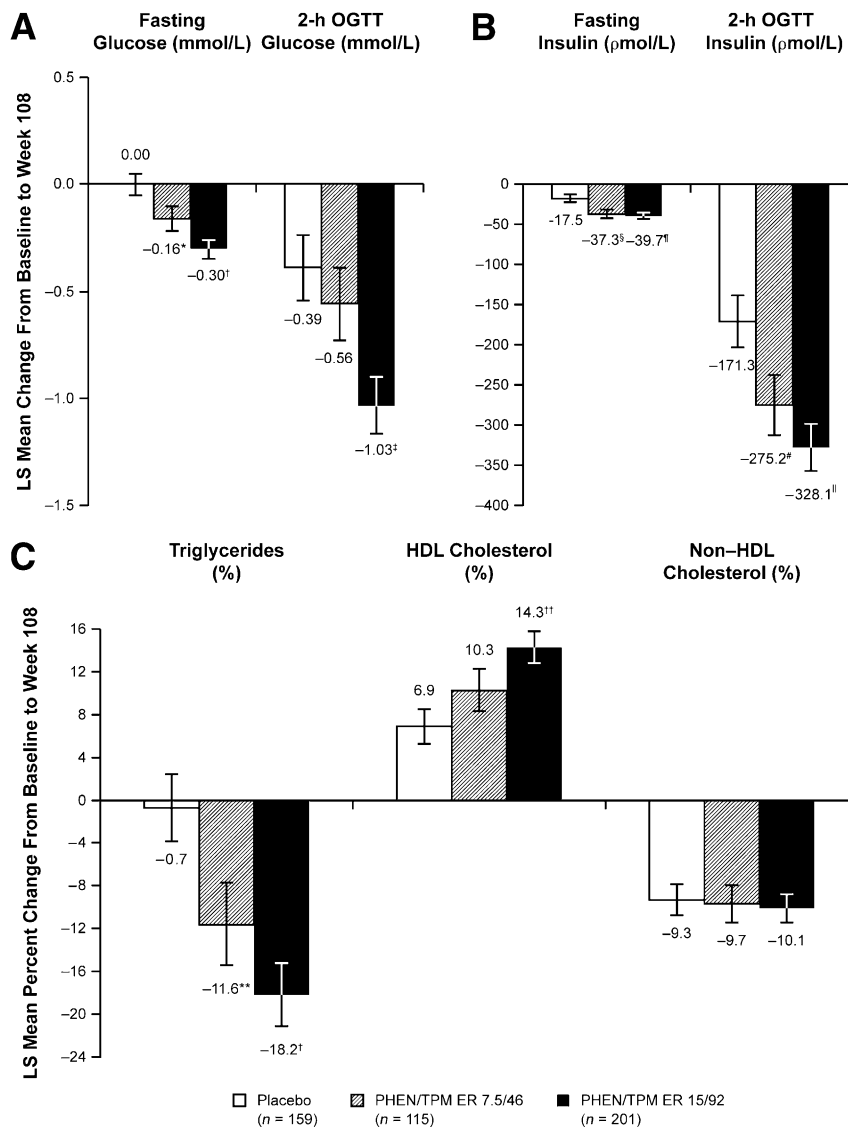 A
Fasting
Glucose (mmol/L)
2-h OGTT
Glucose (mmol/L)
LS Mean Change From Baseline to Week 108
0.5
0.0
−0.5
−1.0
−1.5
0.00
−0.16*
−0.30†
−0.39
−0.56
−1.03‡
B
Fasting
Insulin (ρmol/L)
2-h OGTT
Insulin (ρmol/L)
0
−50
−100
−150
−200
−250
−300
−350
−400
-17.5
−37.3§
−39.7¶
−171.3
−275.2#
−328.1||
C
Triglycerides
(%)
HDL Cholesterol
(%)
Non–HDL
Cholesterol (%)
LS Mean Percent Change From Baseline to Week 108
16
12
8
4
0
−4
−8
−12
−16
−20
−24
−0.7
−11.6**
−18.2†
6.9
10.3
14.3††
−9.3
−9.7
−10.1
Placebo
(n = 159)
PHEN/TPM ER 7.5/46
(n = 115)
PHEN/TPM ER 15/92
(n = 201)